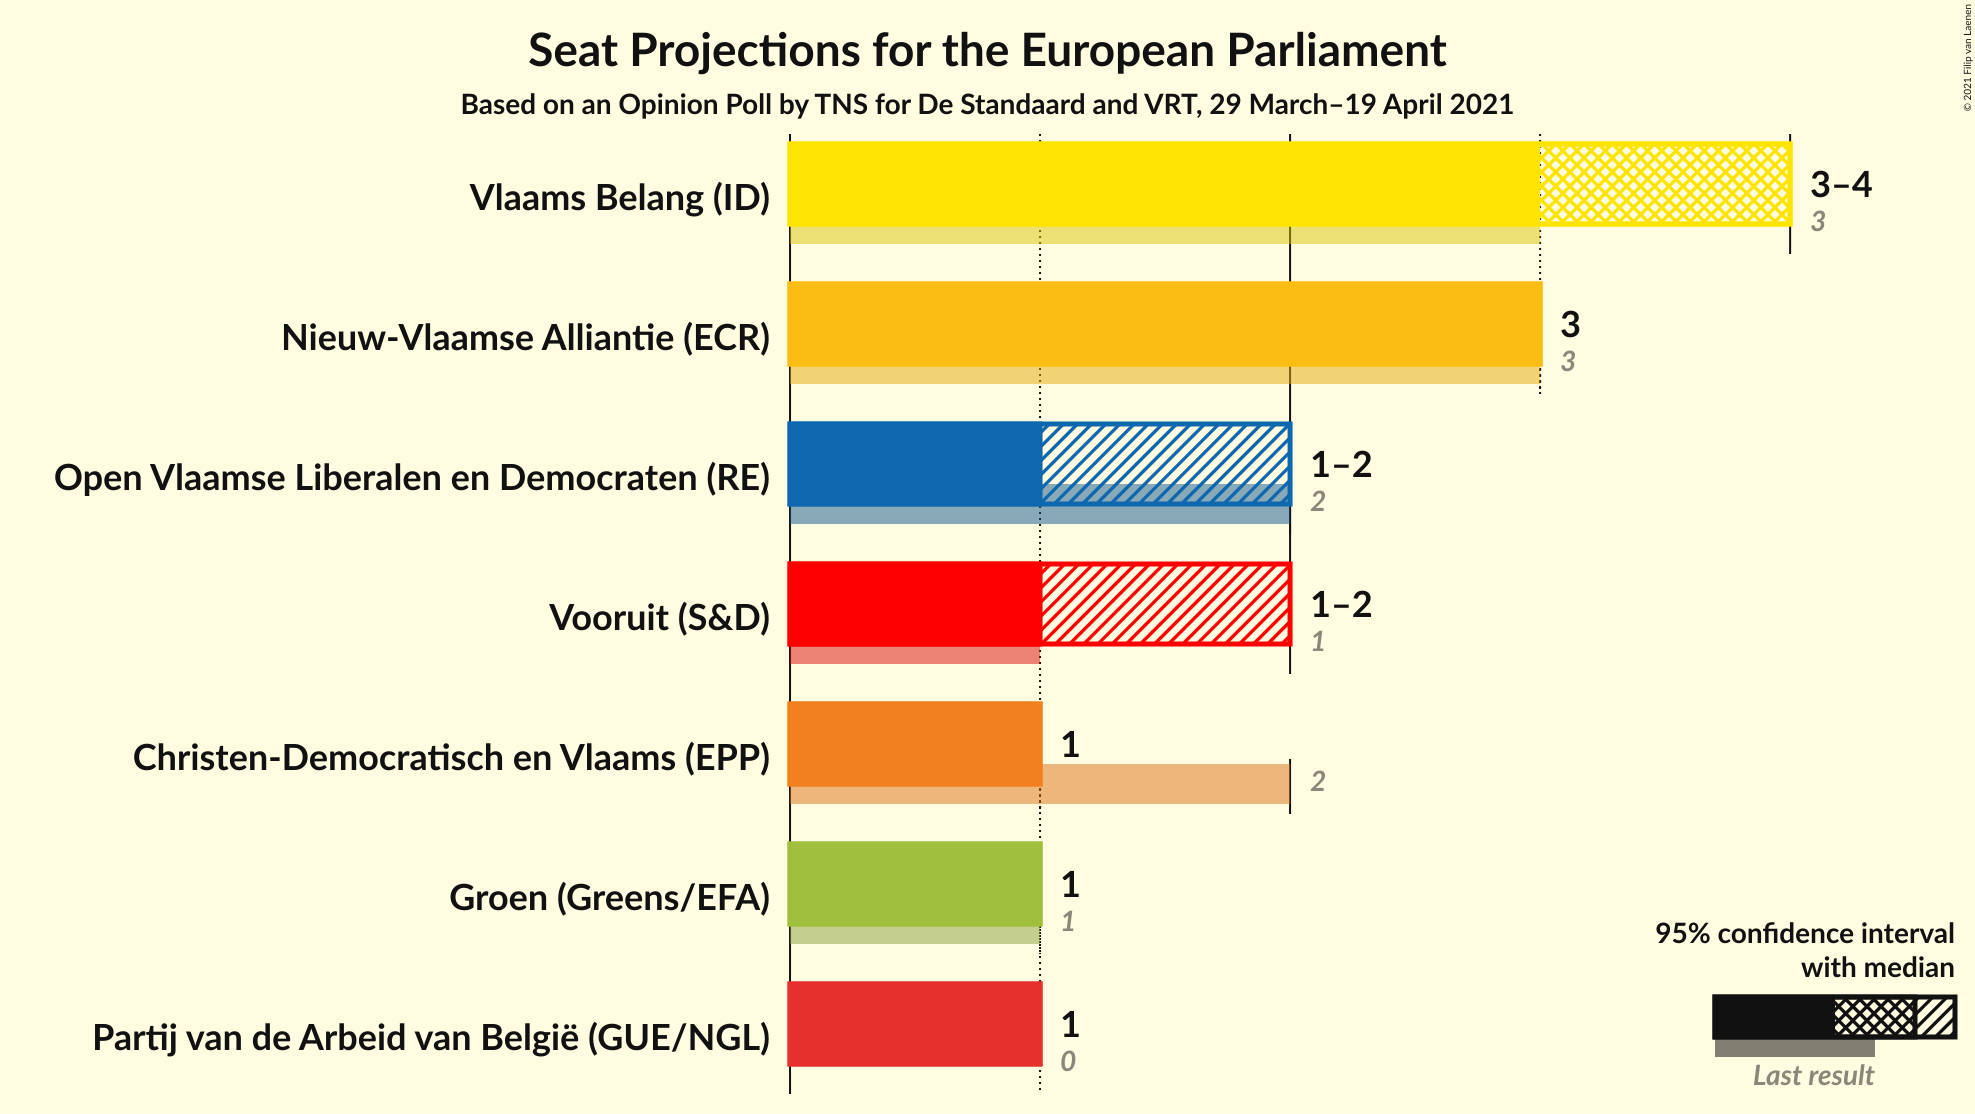 Seat Projections for the European Parliament
Based on an Opinion Poll by TNS for De Standaard and VRT, 29 March–19 April 2021
© 2021 Filip van Laenen
Vlaams Belang (ID)
3–4
3
Nieuw-Vlaamse Alliantie (ECR)
3
3
Open Vlaamse Liberalen en Democraten (RE)
1–2
2
Vooruit (S&D)
1–2
1
Christen-Democratisch en Vlaams (EPP)
1
2
Groen (Greens/EFA)
1
1
Partij van de Arbeid van België (GUE/NGL)
1
0
95% confidence interval
with median
Last result